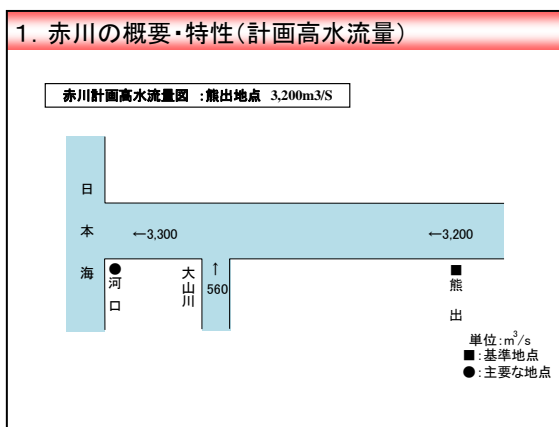 1. 赤川の概要・特性(計画高水流量)
赤川計画高水流量図 :熊出地点 3,200m3/S
日本海
←3,300
←3,200
●河口
大山川
↑
560
■熊出
単位:m³/s
■:基準地点
●:主要な地点